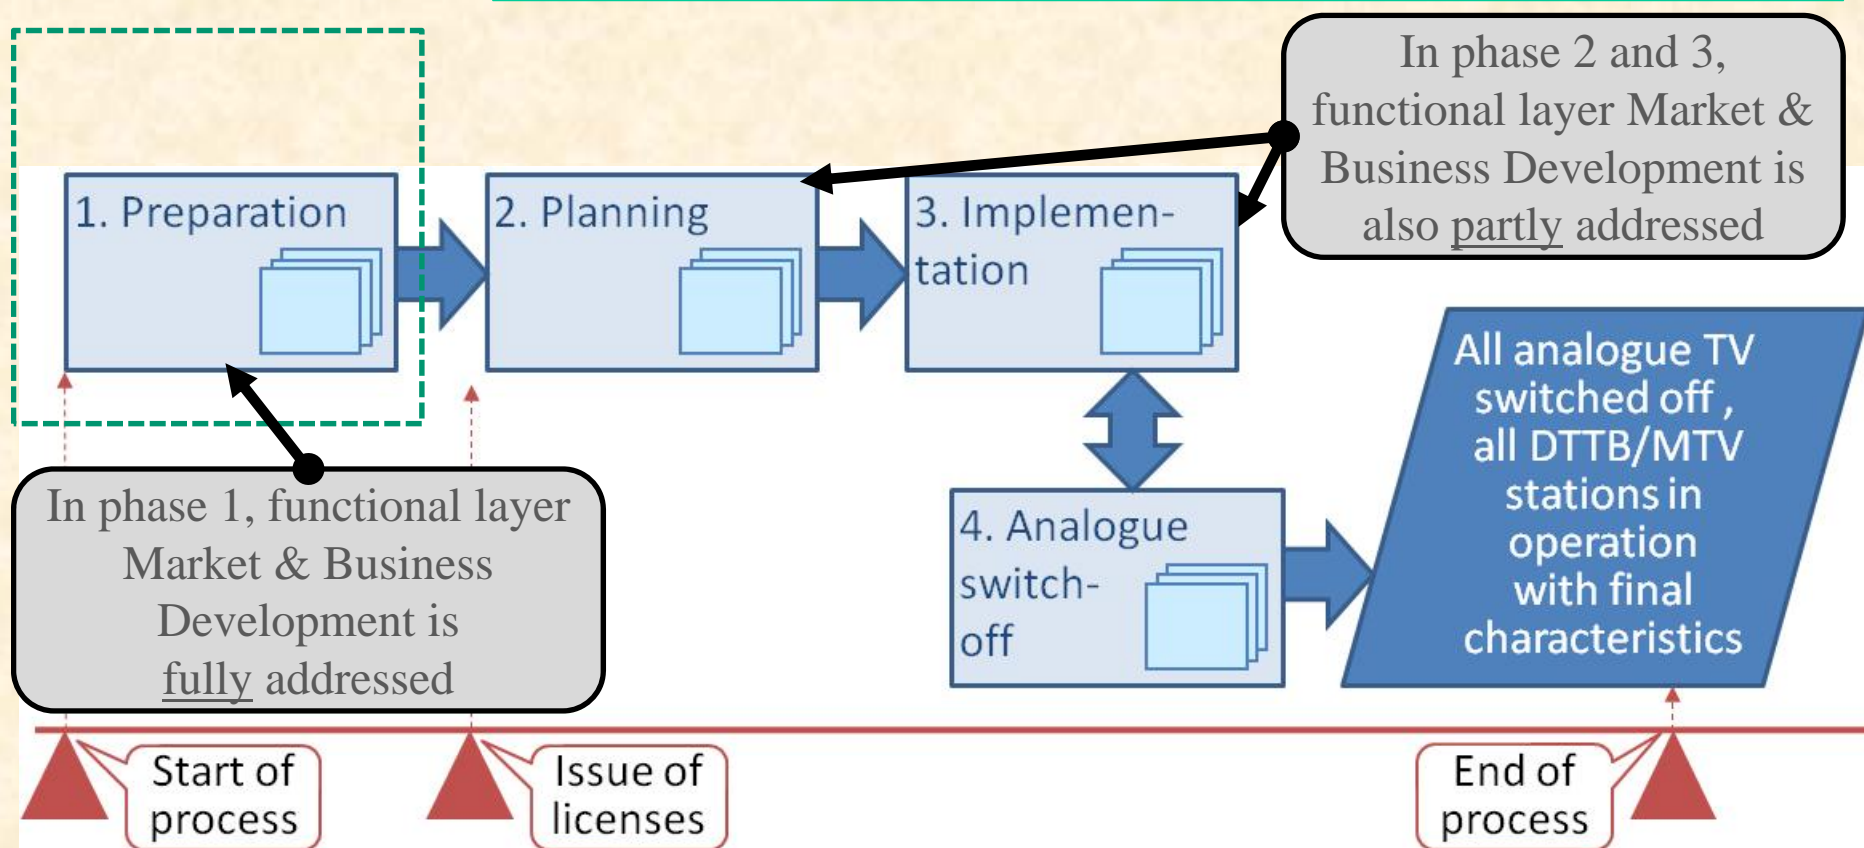 In phase 2 and 3,
functional layer Market &
Business Development is
also partly addressed
1. Preparation
2. Planning
3. Implemen-
tation
All analogue TV
switched off ,
all DTTB/MTV
stations in
operation
with final
characteristics
In phase 1, functional layer
Market & Business
Development is
fully addressed
4. Analogue
switch-
off
Start of
process
Issue of
licenses
End of
process